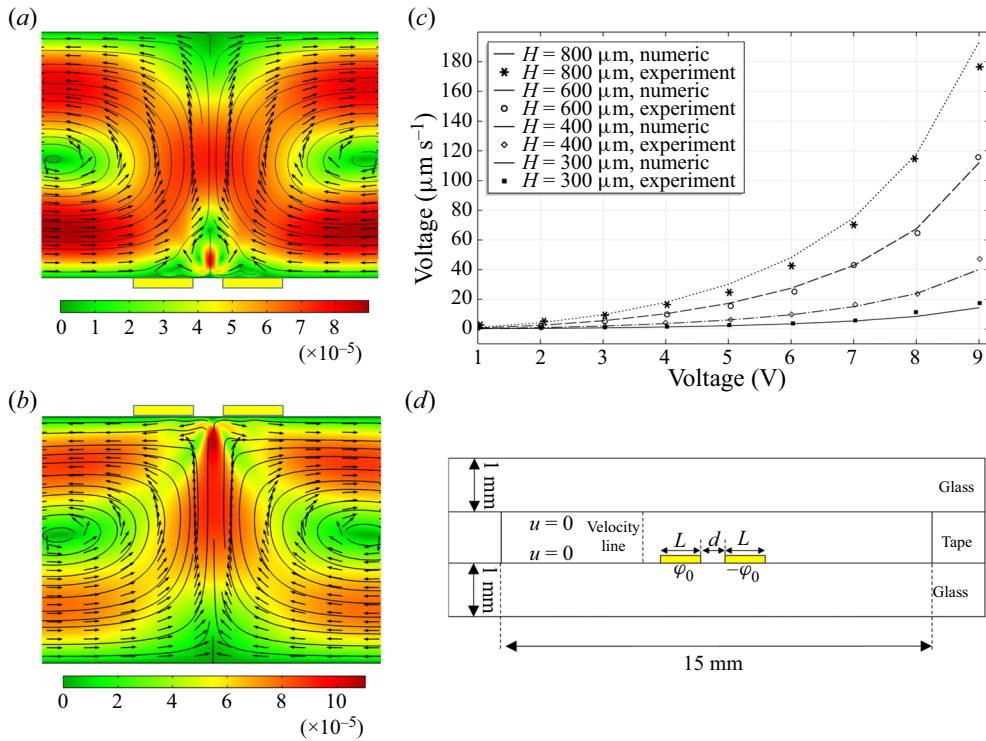 (a)
0 1 2 3 4 5 6 7 8 9
(×10⁻⁵)
(b)
0 2 4 6 8 10
(×10⁻⁵)
(c)
180
160
140
120
100
80
60
40
20
0
Voltage (μm s⁻¹)
H = 800 μm, numeric
H = 800 μm, experiment
H = 600 μm, numeric
H = 600 μm, experiment
H = 400 μm, numeric
H = 400 μm, experiment
H = 300 μm, numeric
H = 300 μm, experiment
1 2 3 4 5 6 7 8 9
Voltage (V)
(d)
1 mm
Glass
u = 0
Velocity
line
Tape
u = 0
L d L
φ₀ −φ₀
1 mm
Glass
15 mm